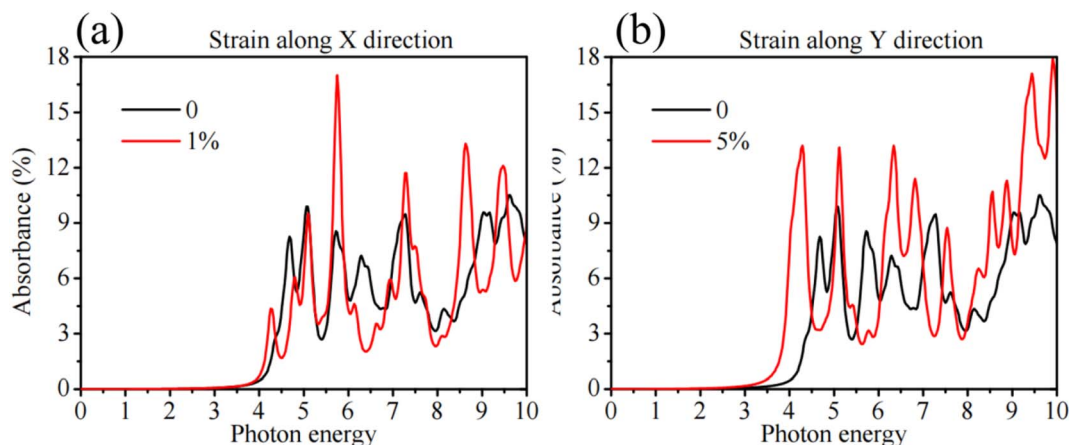 (a)
Strain along X direction
18
15
12
9
6
3
0
Absorbance (%)
0
1%
0 1 2 3 4 5 6 7 8 9 10
Photon energy
(b)
Strain along Y direction
18
15
12
9
6
3
0
Absorbance (%)
0
5%
0 1 2 3 4 5 6 7 8 9 10
Photon energy